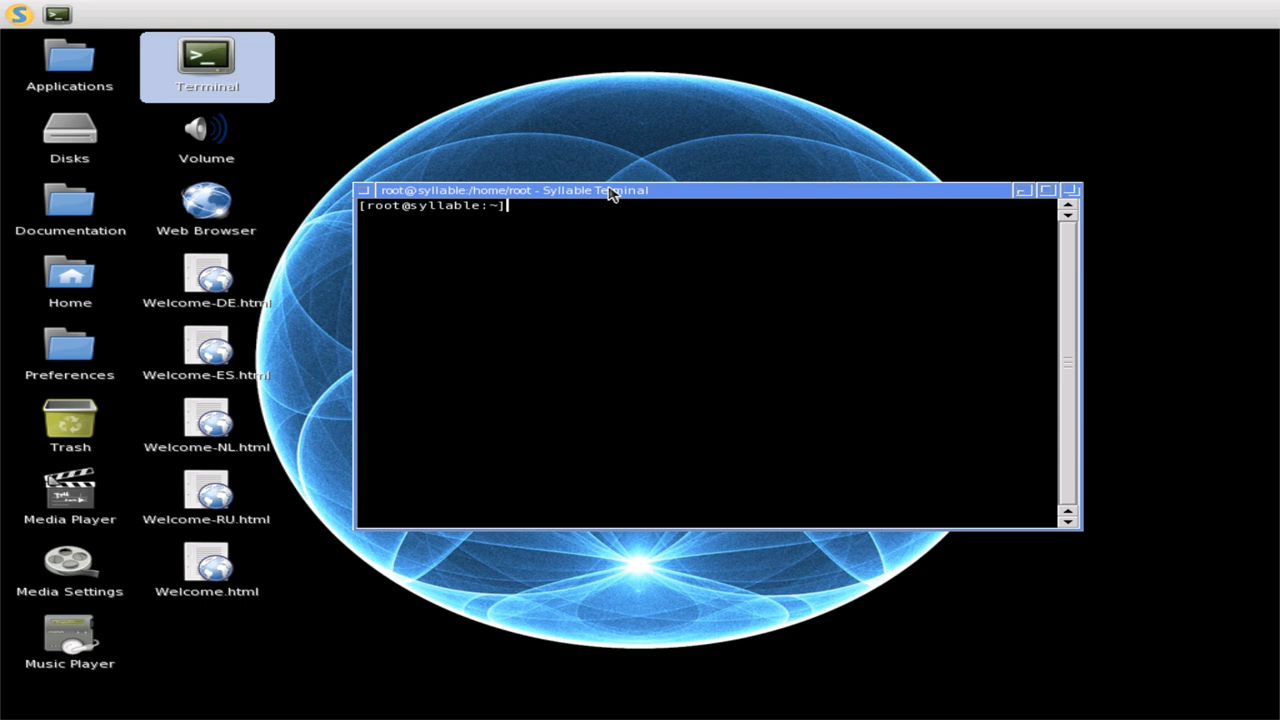 Applications
Terminal
Disks
Volume
Documentation
Web Browser
Home
Welcome-DE.html
Preferences
Welcome-ES.html
Trash
Welcome-NL.html
Media Player
Welcome-RU.html
Media Settings
Welcome.html
Music Player
root@syllable:/home/root - Syllable Terminal
[root@syllable:~]